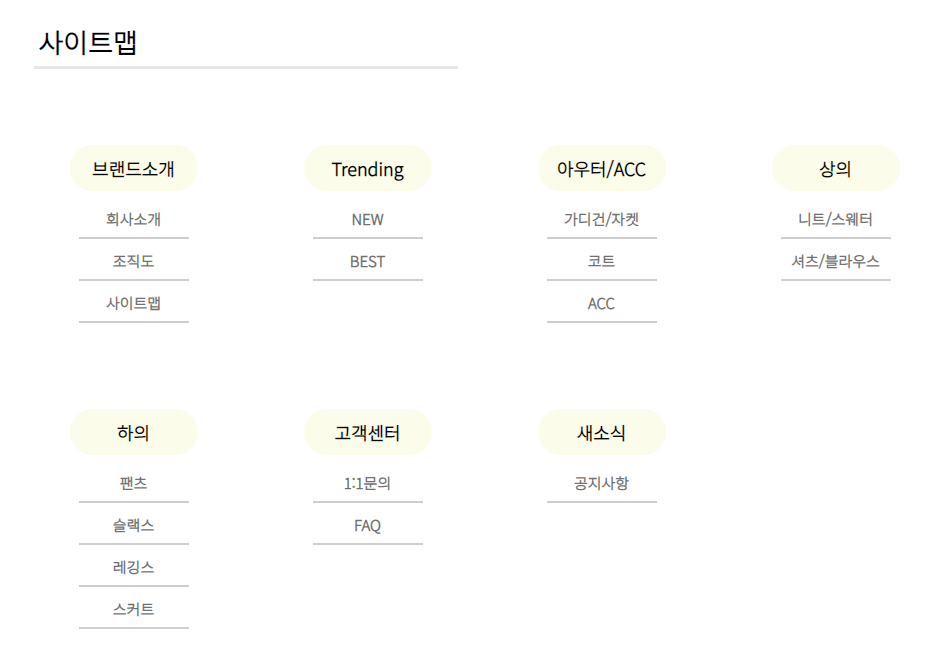 사이트맵
브랜드소개
회사소개
조직도
사이트맵
Trending
NEW
BEST
아우터/ACC
가디건/자켓
코트
ACC
상의
니트/스웨터
셔츠/블라우스
하의
팬츠
슬랙스
레깅스
스커트
고객센터
1:1문의
FAQ
새소식
공지사항